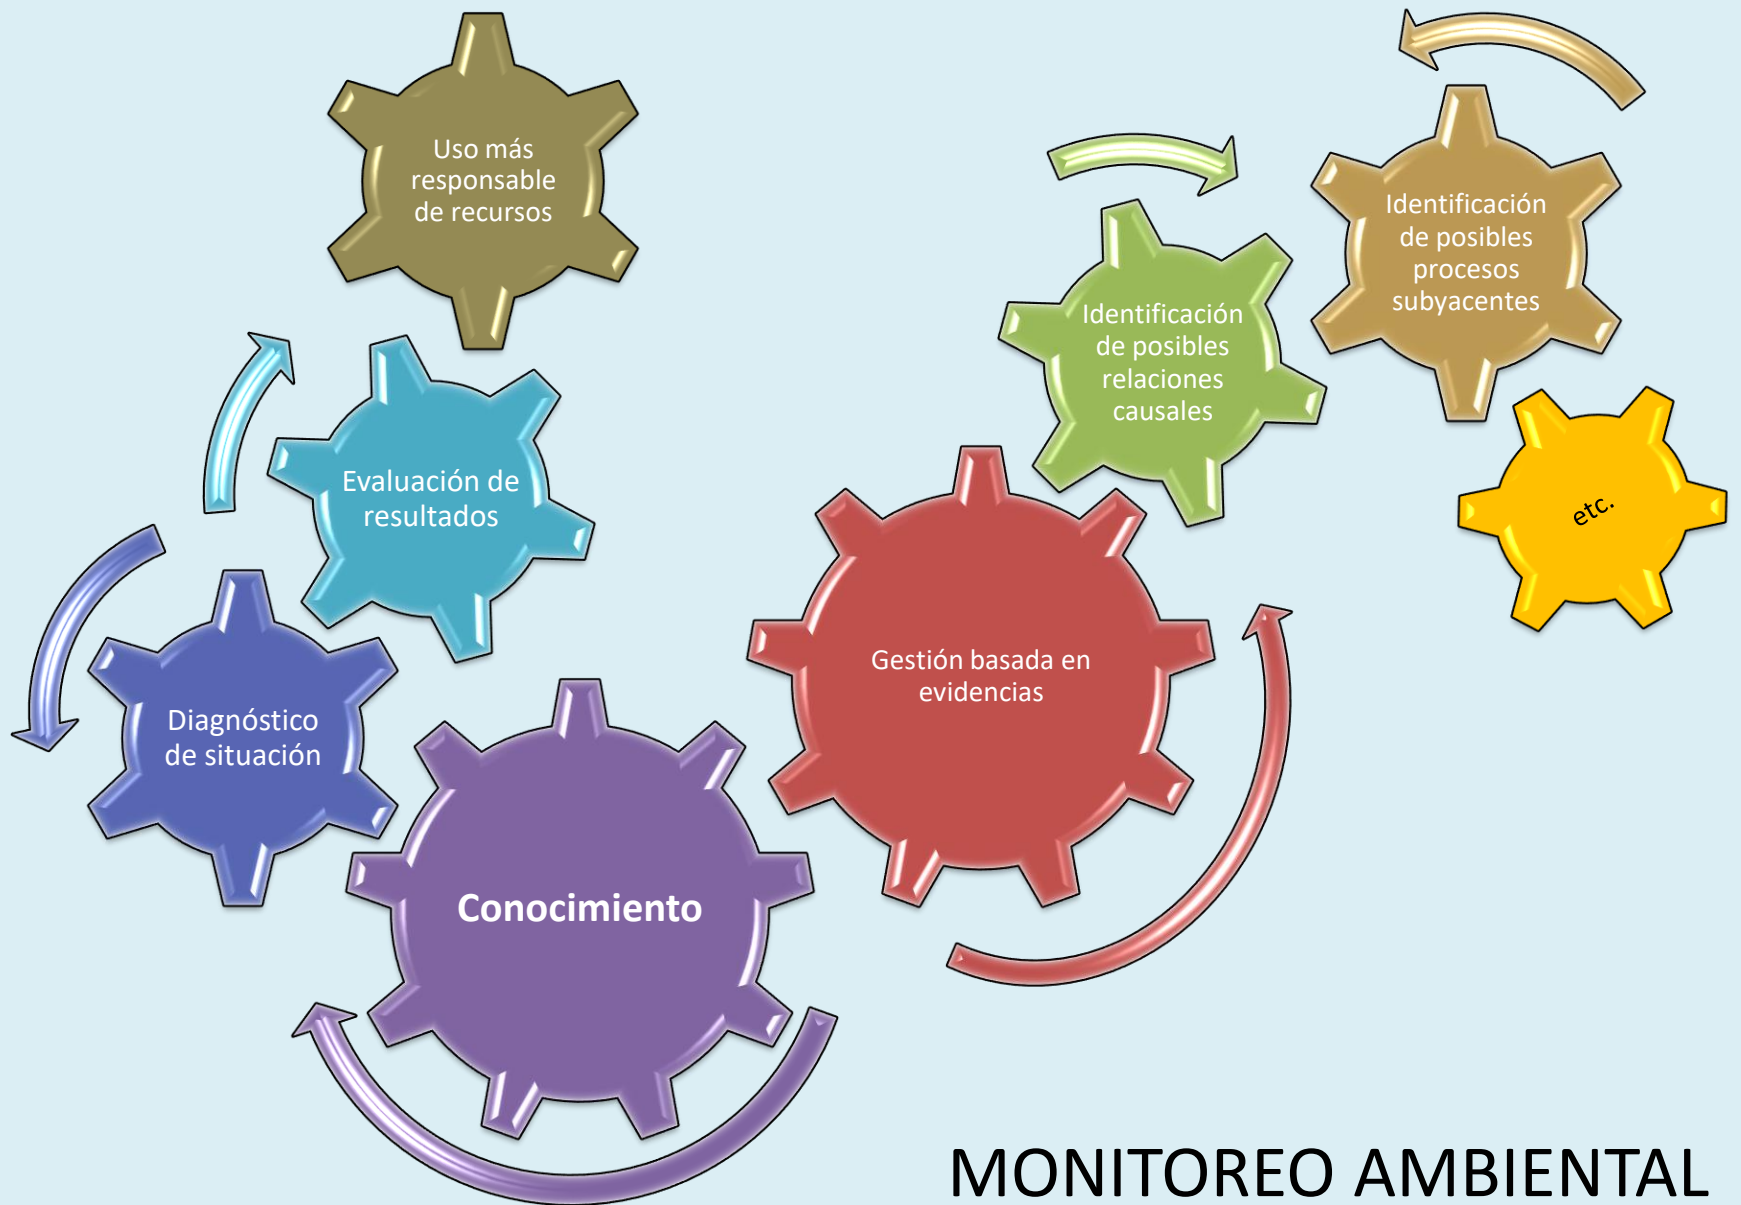 Uso más
responsable
de recursos
Evaluación de
resultados
Diagnóstico
de situación
Conocimiento
Gestión basada en
evidencias
Identificación
de posibles
relaciones
causales
Identificación
de posibles
procesos
subyacentes
etc.
MONITOREO AMBIENTAL